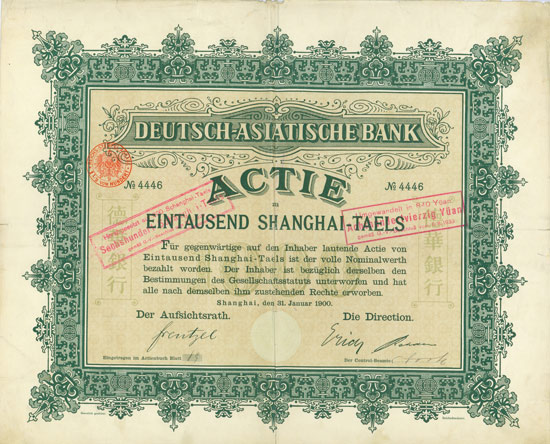 DEUTSCH-ASIATISCHE BANK
№ 4446
№ 4446
ACTIE
zu
EINTAUSEND SHANGHAI-TAELS
德
華
銀
行
Für gegenwärtige auf den Inhaber lautende Actie von
Eintausend Shanghai-Taels ist der volle Nominalwerth
bezahlt worden. Der Inhaber ist bezüglich derselben den
Bestimmungen des Gesellschaftsstatuts unterworfen und hat
alle nach demselben ihm zustehenden Rechte erworben.
Shanghai, den 31. Januar 1900.
Der Aufsichtsrath.
Die Direction.
Eingetragen im Actienbuch Blatt
Der Control-Beamte: